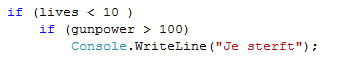 if (lives < 10 )
if (gunpower > 100)
Console.WriteLine("Je sterft");